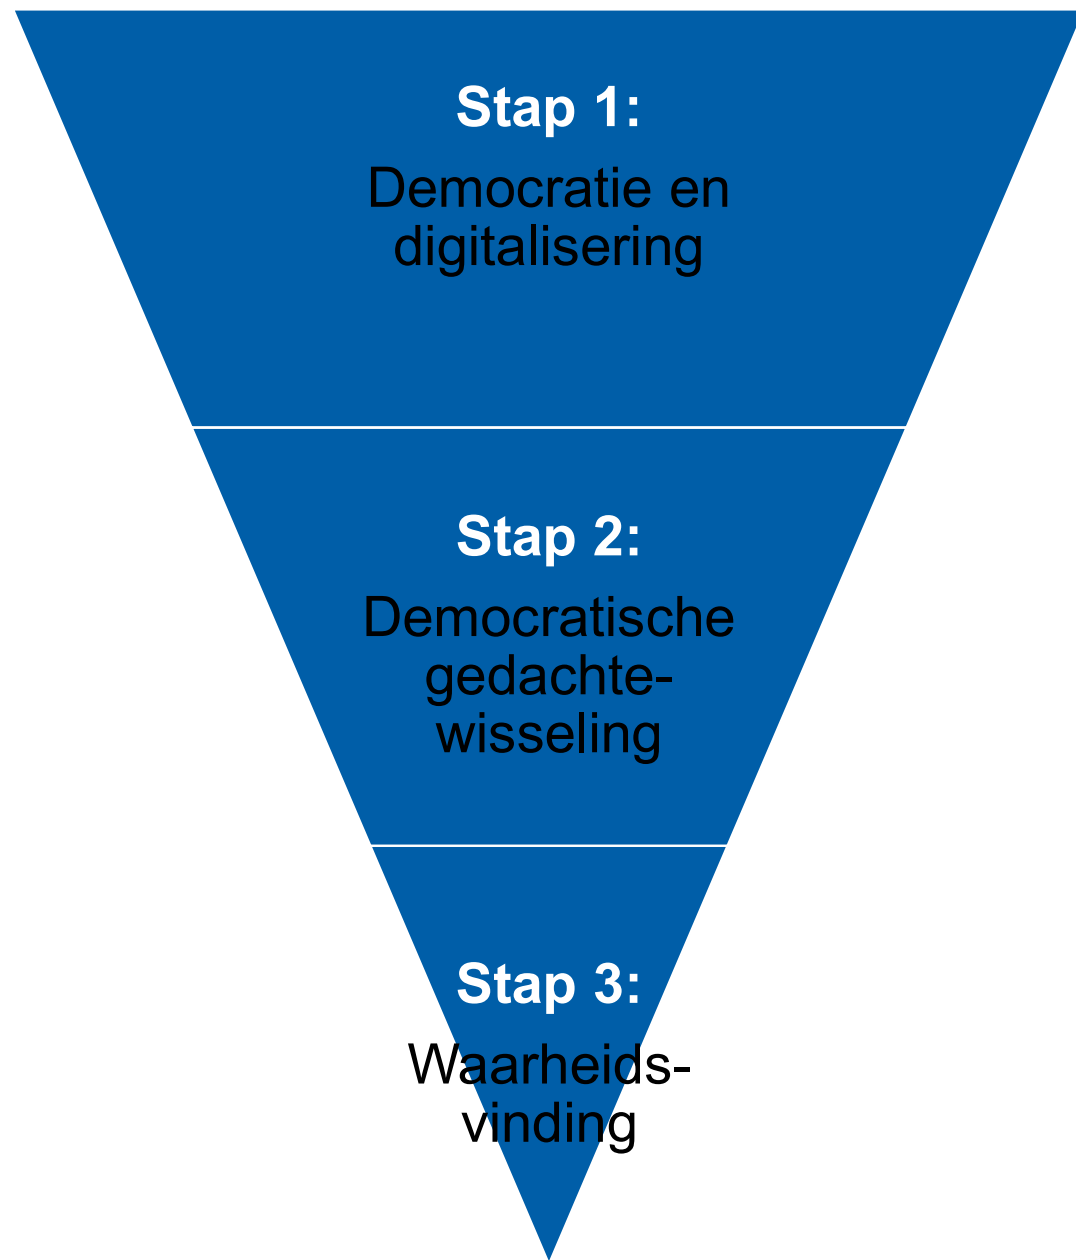 Stap 1:
Democratie en
digitalisering
Stap 2:
Democratische
gedachte-
wisseling
Stap 3:
Waarheids-
vinding